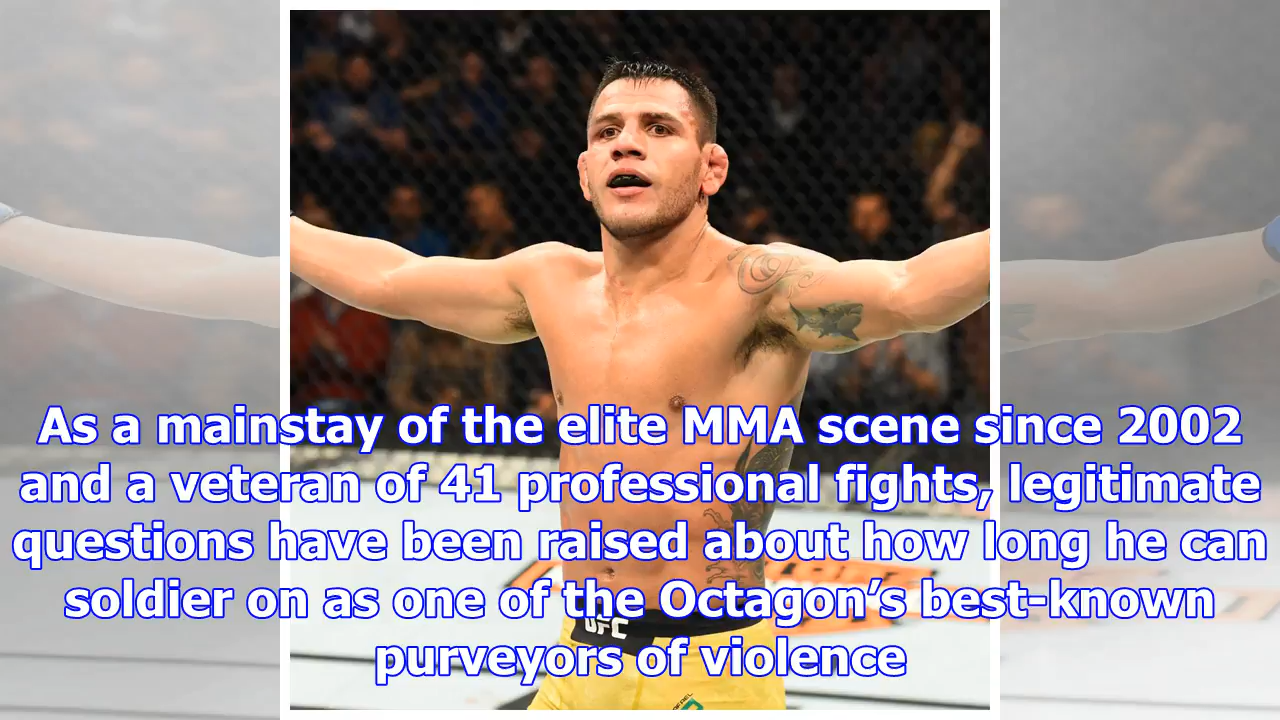 As a mainstay of the elite MMA scene since 2002
and a veteran of 41 professional fights, legitimate
questions have been raised about how long he can
soldier on as one of the Octagon’s best-known
purveyors of violence
UFC